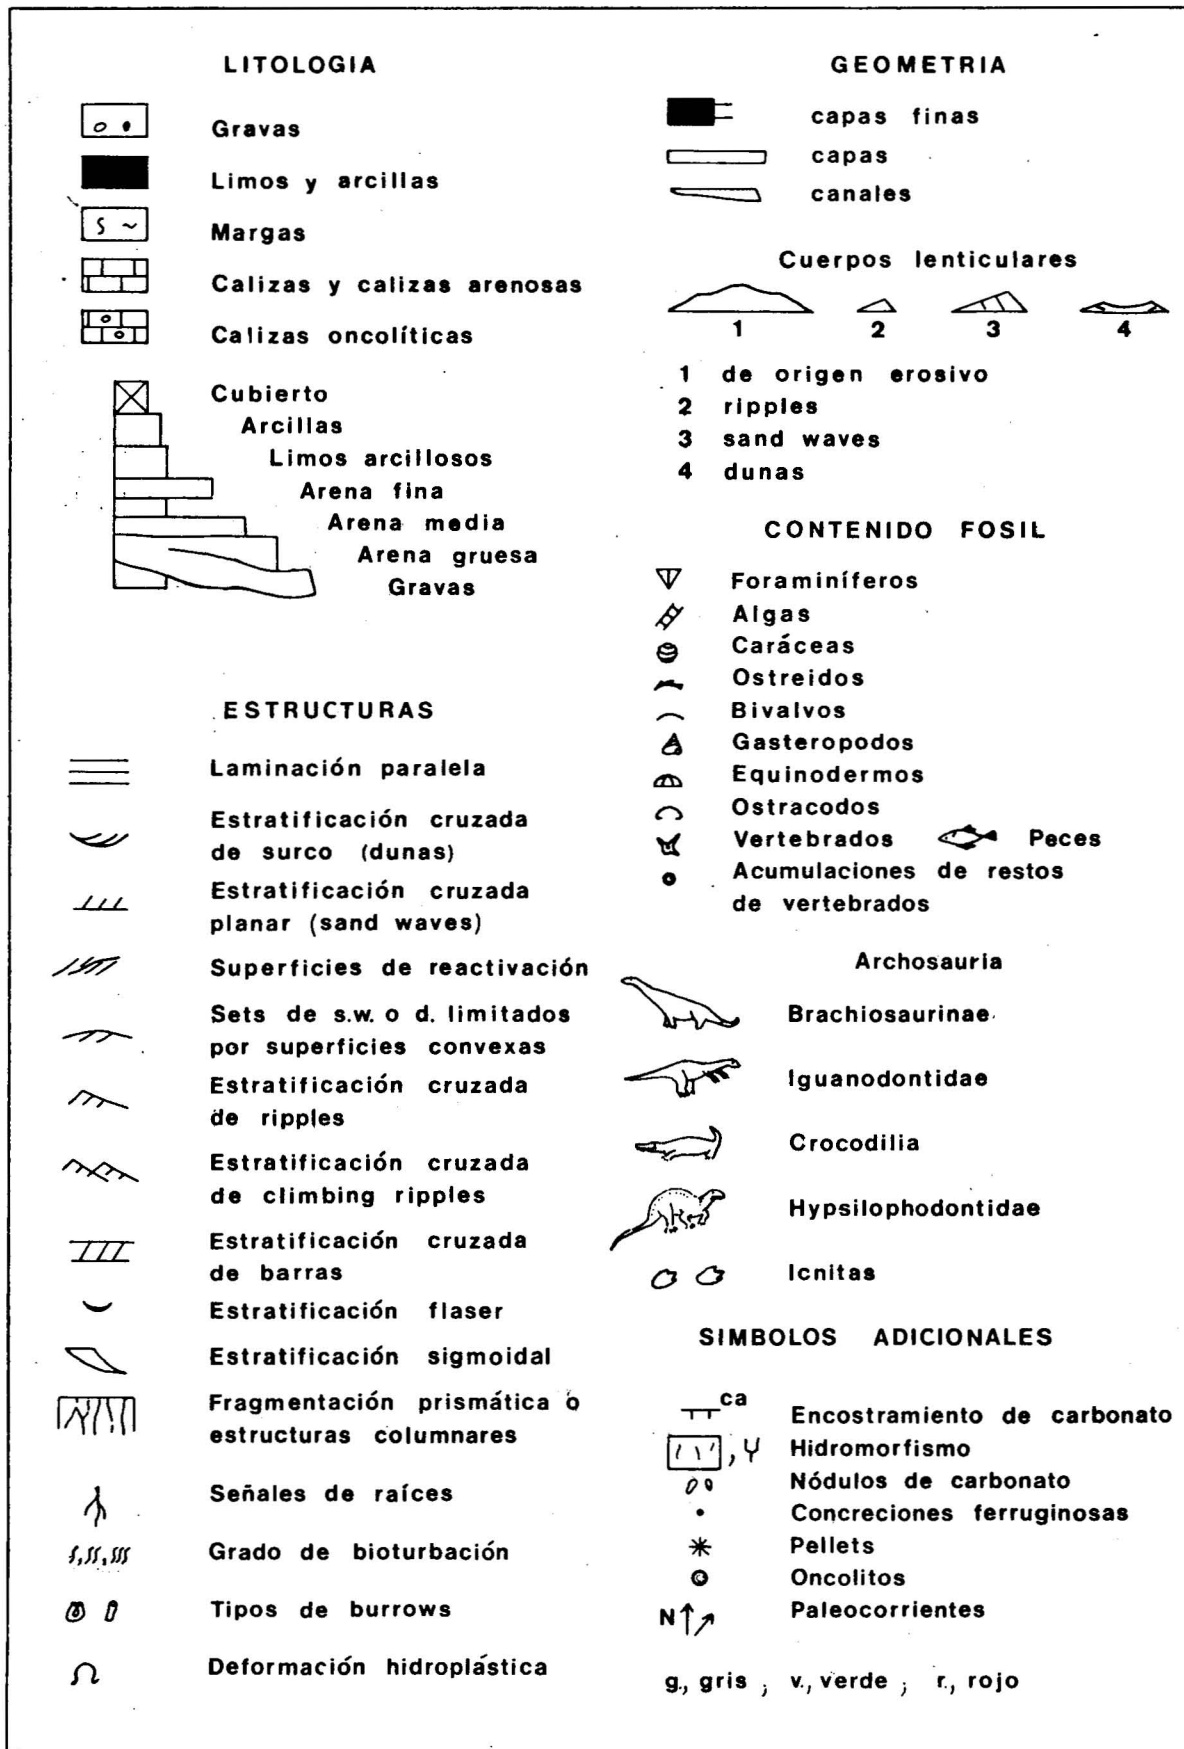 LITOLOGIA
Gravas
Limos y arcillas
Margas
Calizas y calizas arenosas
Calizas oncolíticas
Cubierto
Arcillas
Limos arcillosos
Arena fina
Arena media
Arena gruesa
Gravas
ESTRUCTURAS
Laminación paralela
Estratificación cruzada
de surco (dunas)
Estratificación cruzada
planar (sand waves)
Superficies de reactivación
Sets de s.w. o d. limitados
por superficies convexas
Estratificación cruzada
de ripples
Estratificación cruzada
de climbing ripples
Estratificación cruzada
de barras
Estratificación flaser
Estratificación sigmoidal
Fragmentación prismática o
estructuras columnares
Señales de raíces
Grado de bioturbación
Tipos de burrows
Deformación hidroplástica
GEOMETRIA
capas finas
capas
canales
Cuerpos lenticulares
1 2 3 4
1 de origen erosivo
2 ripples
3 sand waves
4 dunas
CONTENIDO FOSIL
Foraminíferos
Algas
Caráceas
Ostreidos
Bivalvos
Gasteropodos
Equinodermos
Ostracodos
Vertebrados Peces
Acumulaciones de restos
de vertebrados
Archosauria
Brachiosaurinae
Iguanodontidae
Crocodilia
Hypsilophodontidae
Icnitas
SIMBOLOS ADICIONALES
ca Encostramiento de carbonato
Hidromorfismo
Nódulos de carbonato
Concreciones ferruginosas
Pellets
Oncolitos
N Paleocorrientes
g., gris ; v., verde ; r., rojo